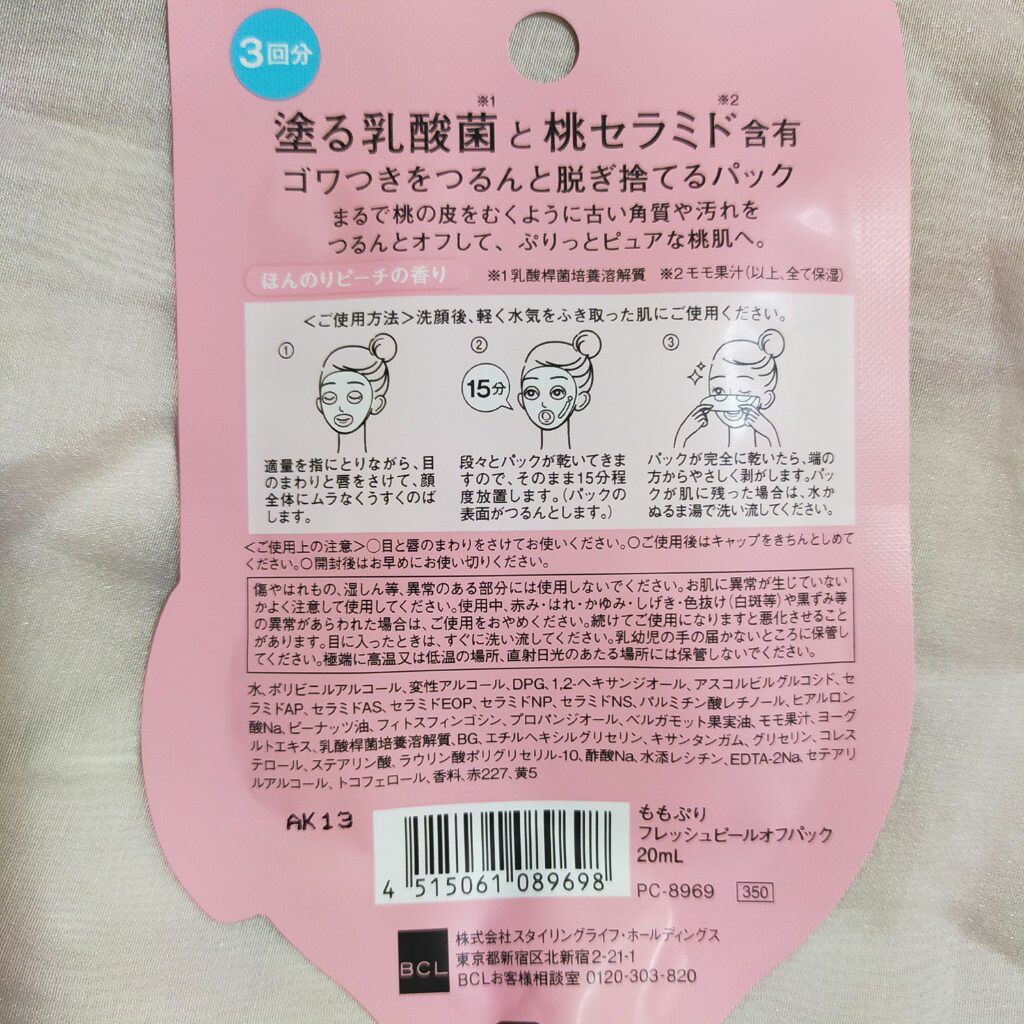 3回分
塗る乳酸菌※1と桃セラミド※2含有
ゴワつきをつるんと脱ぎ捨てるパック
まるで桃の皮をむくように古い角質や汚れを
つるんとオフして、ぷりっとピュアな桃肌へ。
ほんのりピーチの香り ※1乳酸桿菌培養溶解質 ※2モモ果汁(以上、全て保湿)
<ご使用方法>洗顔後、軽く水気をふき取った肌にご使用ください。
①
適量を指にとりながら、目
のまわりと唇をさけて、顔
全体にムラなくうすくのば
します。
②
15分
段々とパックが乾いてきま
すので、そのまま15分程
度放置します。(パックの
表面がつるんとします。)
③
パックが完全に乾いたら、端の
方からやさしく剥がします。パッ
クが肌に残った場合は、水か
ぬるま湯で洗い流してください。
<ご使用上の注意>○目と唇のまわりをさけてお使いください。○ご使用後はキャップをきちんとしめて
ください。○開封後はお早めにお使い切りください。
傷やはれもの、湿しん等、異常のある部分には使用しないでください。お肌に異常が生じていない
かよく注意して使用してください。使用中、赤み・はれ・かゆみ・しげき・色抜け(白斑等)や黒ずみ等
の異常があらわれた場合は、ご使用をおやめください。続けてご使用になりますと悪化させること
があります。目に入ったときは、すぐに洗い流してください。乳幼児の手の届かないところに保管し
てください。極端に高温又は低温の場所、直射日光のあたる場所には保管しないでください。
水、ポリビニルアルコール、変性アルコール、DPG、1,2-ヘキサンジオール、アスコルビルグルコシド、セ
ラミドAP、セラミドAS、セラミドEOP、セラミドNP、セラミドNS、パルミチン酸レチノール、ヒアルロン
酸Na、ピーナッツ油、フィトスフィンゴシン、プロパンジオール、ベルガモット果実油、モモ果汁、ヨーグ
ルトエキス、乳酸桿菌培養溶解質、BG、エチルヘキシルグリセリン、キサンタンガム、グリセリン、コレス
テロール、ステアリン酸、ラウリン酸ポリグリセリル-10、酢酸Na、水添レシチン、EDTA-2Na、セテアリ
ルアルコール、トコフェロール、香料、赤227、黄5
AK13
4 515061 089698
ももぷり
フレッシュピールオフパック
20mL
PC-8969 350
BCL
株式会社スタイリングライフ・ホールディングス
東京都新宿区北新宿2-21-1
BCLお客様相談室 0120-303-820